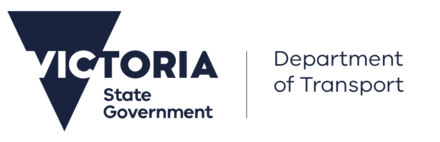 VICTORIA
State
Government
Department
of Transport